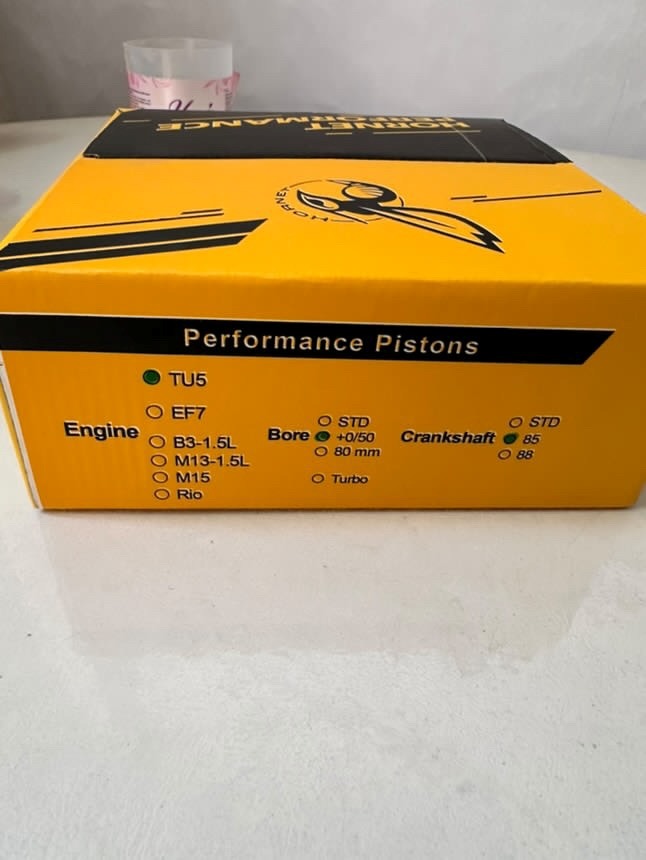 HORNET
PERFORMANCE
HORNET
Performance Pistons
Engine
TU5
EF7
B3-1.5L
M13-1.5L
M15
Rio
Bore
STD
+0/50
80 mm
Turbo
Crankshaft
STD
85
88